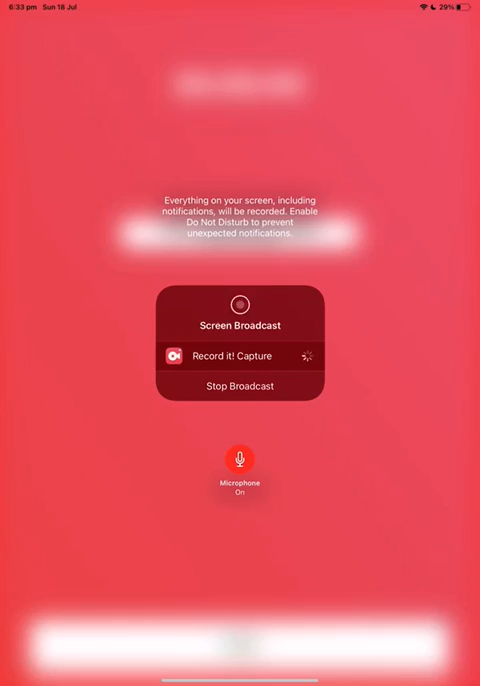 6:33 pm Sun 18 Jul 29%
Everything on your screen, including
notifications, will be recorded. Enable
Do Not Disturb to prevent
unexpected notifications.
Screen Broadcast
Record it! Capture
Stop Broadcast
Microphone
On